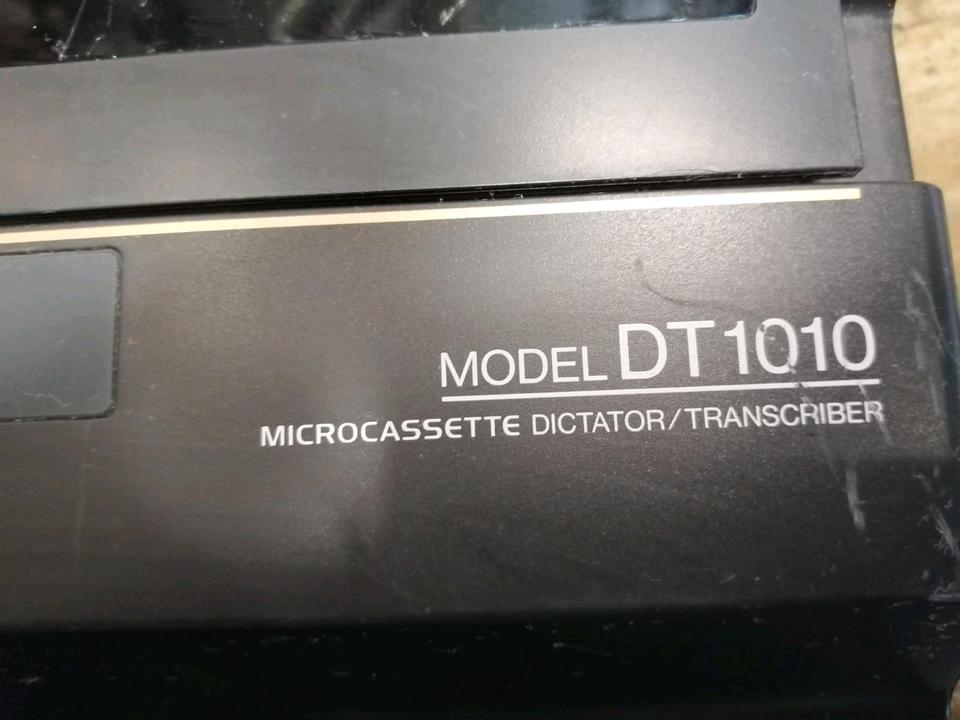 MODEL DT1010
MICROCASSETTE DICTATOR/TRANSCRIBER